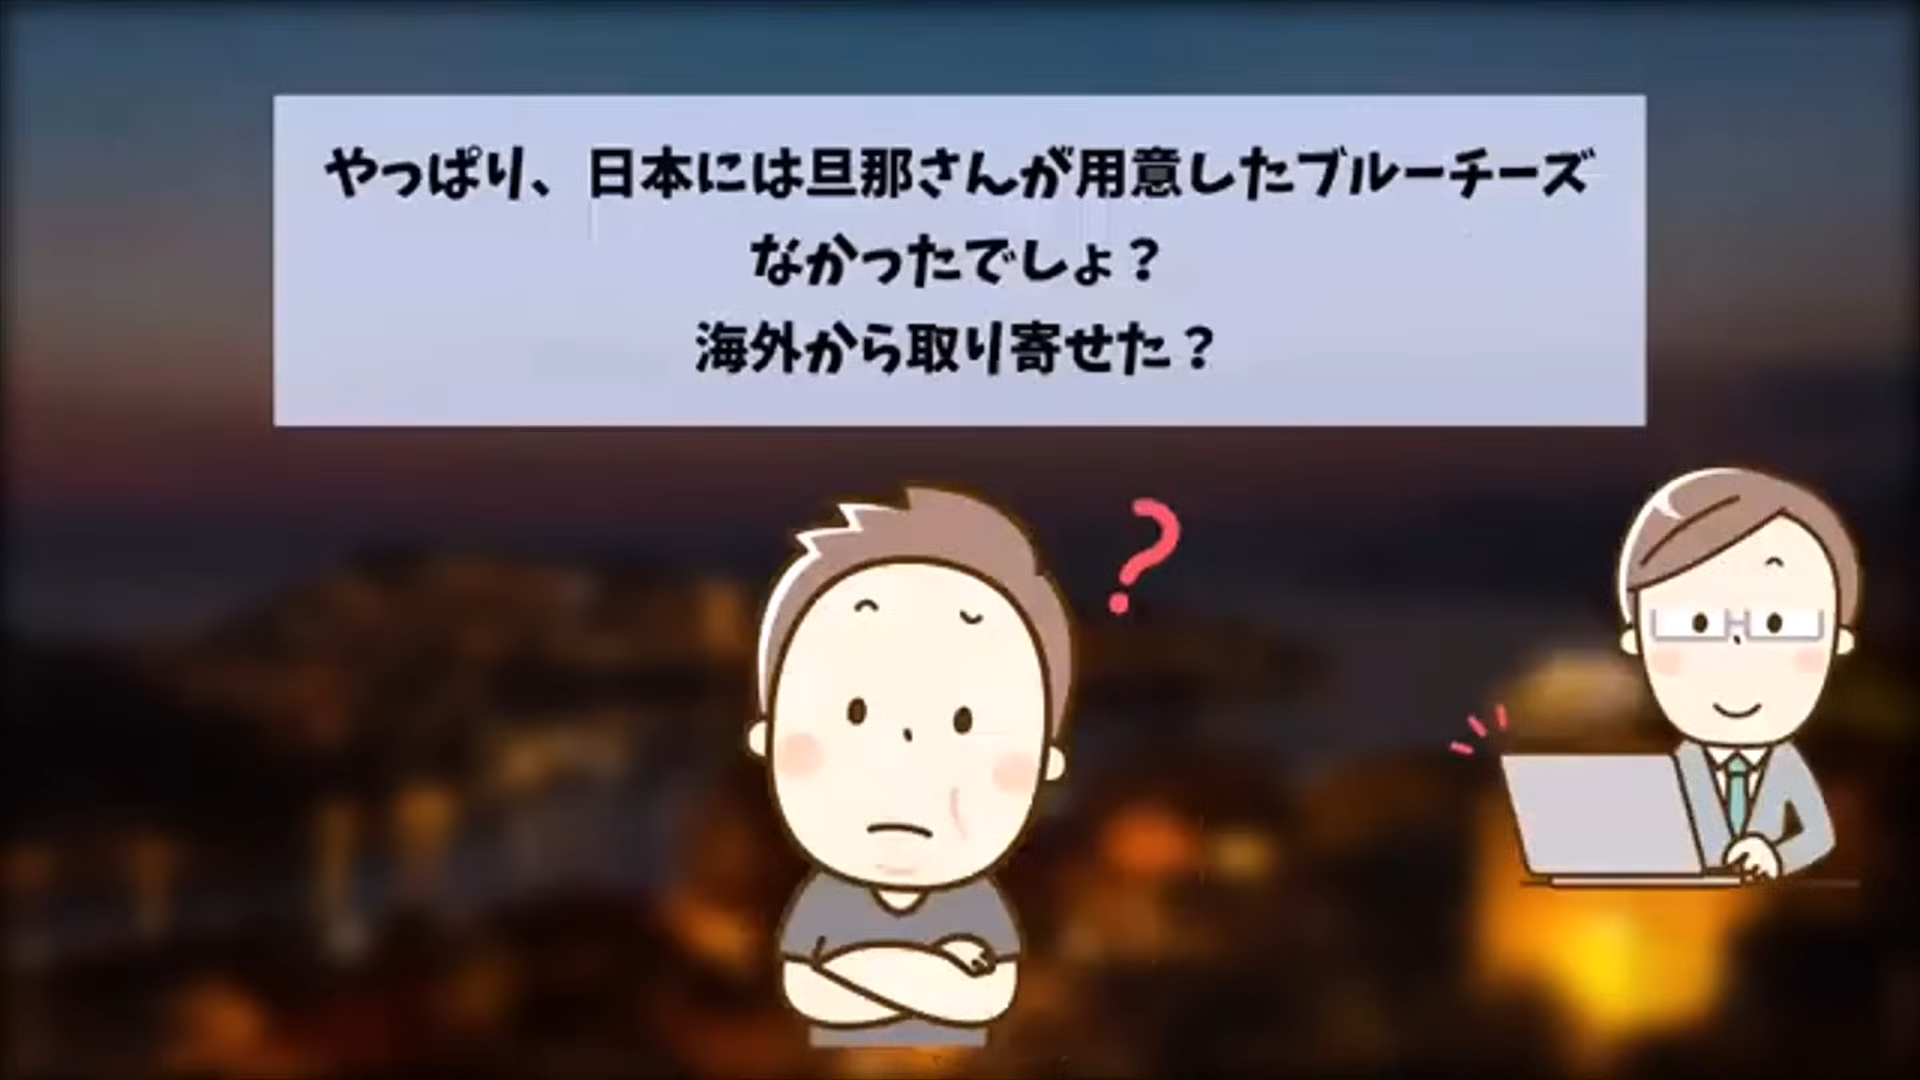 やっぱり、日本には旦那さんが用意したブルーチーズ
なかったでしょ？
海外から取り寄せた？